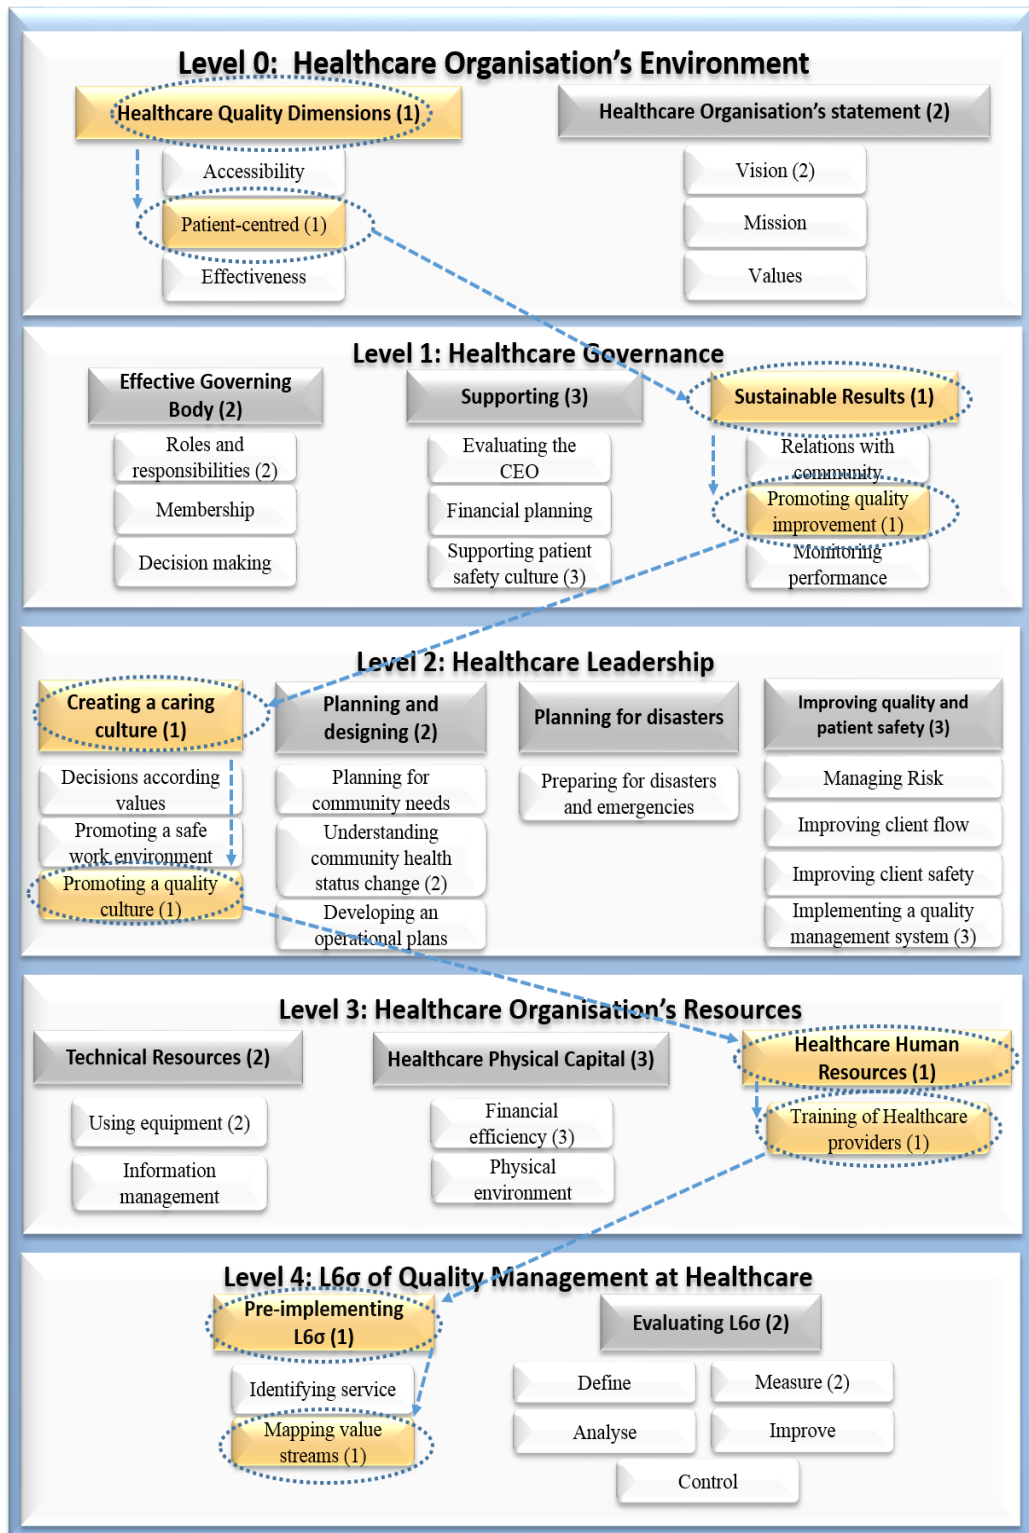 Level 0:  Healthcare Organisation’s Environment
Healthcare Quality Dimensions (1)
Accessibility
Patient-centred (1)
Effectiveness
Healthcare Organisation’s statement (2)
Vision (2)
Mission
Values
Level 1: Healthcare Governance
Effective Governing
Body (2)
Roles and
responsibilities (2)
Membership
Decision making
Supporting (3)
Evaluating the
CEO
Financial planning
Supporting patient
safety culture (3)
Sustainable Results (1)
Relations with
community
Promoting quality
improvement (1)
Monitoring
performance
Level 2: Healthcare Leadership
Creating a caring
culture (1)
Decisions according
values
Promoting a safe
work environment
Promoting a quality
culture (1)
Planning and
designing (2)
Planning for
community needs
Understanding
community health
status change (2)
Developing an
operational plans
Planning for disasters
Preparing for disasters
and emergencies
Improving quality and
patient safety (3)
Managing Risk
Improving client flow
Improving client safety
Implementing a quality
management system (3)
Level 3: Healthcare Organisation’s Resources
Technical Resources (2)
Using equipment (2)
Information
management
Healthcare Physical Capital (3)
Financial
efficiency (3)
Physical
environment
Healthcare Human
Resources (1)
Training of Healthcare
providers (1)
Level 4: L6σ of Quality Management at Healthcare
Pre-implementing
L6σ (1)
Identifying service
Mapping value
streams (1)
Evaluating L6σ (2)
Define
Measure (2)
Analyse
Improve
Control